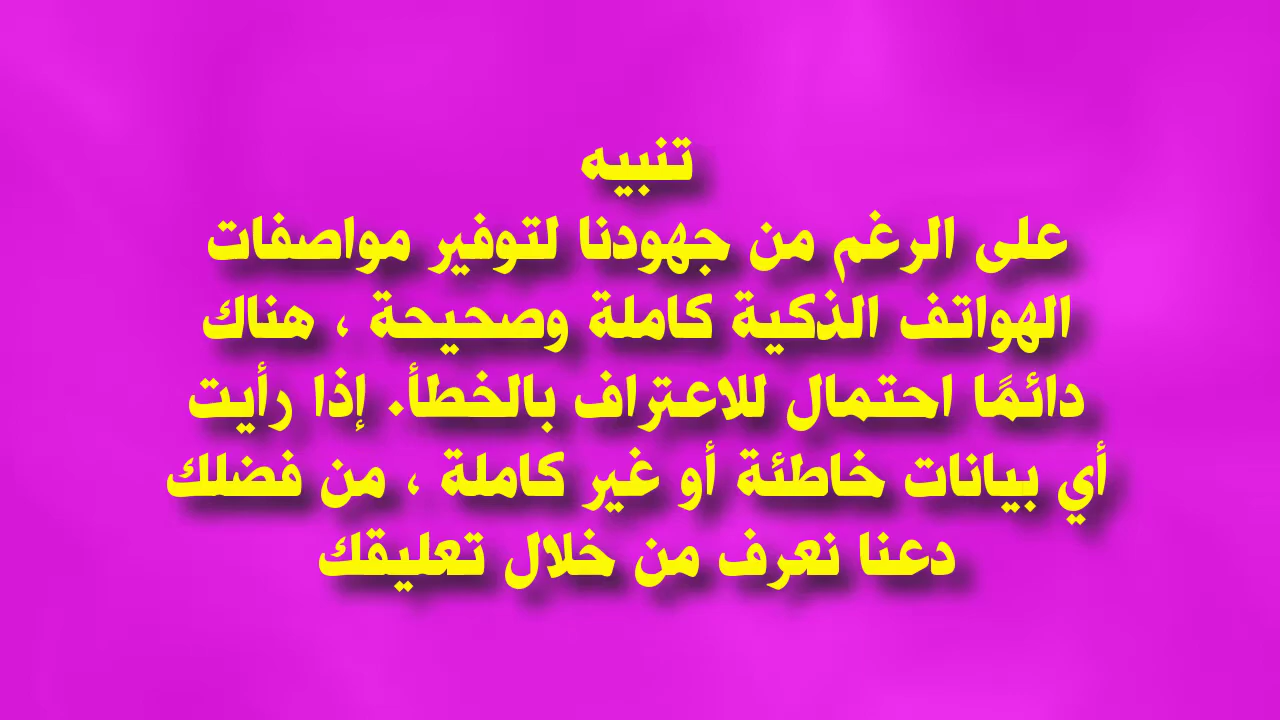 تنبيه
على الرغم من جهودنا لتوفير مواصفات
الهواتف الذكية كاملة وصحيحة ، هناك
دائمًا احتمال للاعتراف بالخطأ. إذا رأيت
أي بيانات خاطئة أو غير كاملة ، من فضلك
دعنا نعرف من خلال تعليقك